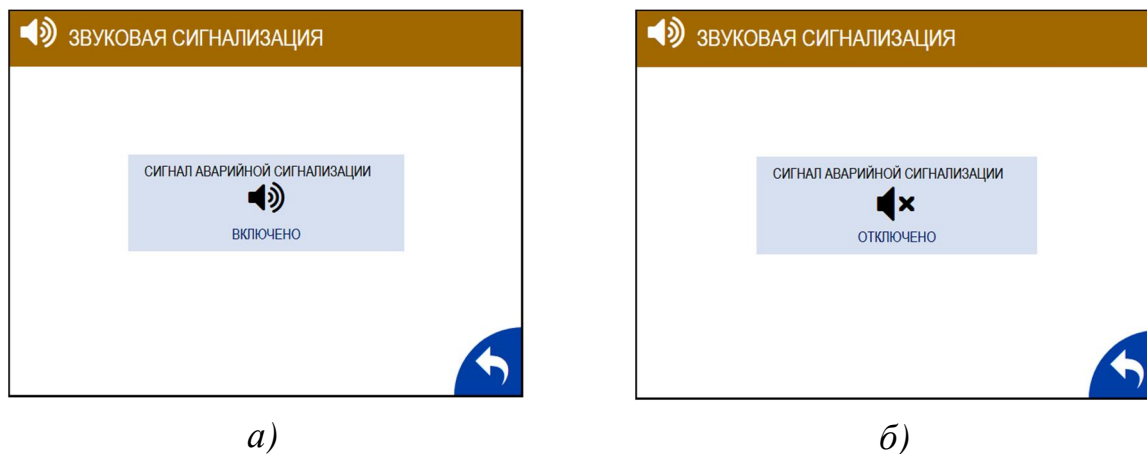 ЗВУКОВАЯ СИГНАЛИЗАЦИЯ
СИГНАЛ АВАРИЙНОЙ СИГНАЛИЗАЦИИ
ВКЛЮЧЕНО
а)
ЗВУКОВАЯ СИГНАЛИЗАЦИЯ
СИГНАЛ АВАРИЙНОЙ СИГНАЛИЗАЦИИ
ОТКЛЮЧЕНО
б)